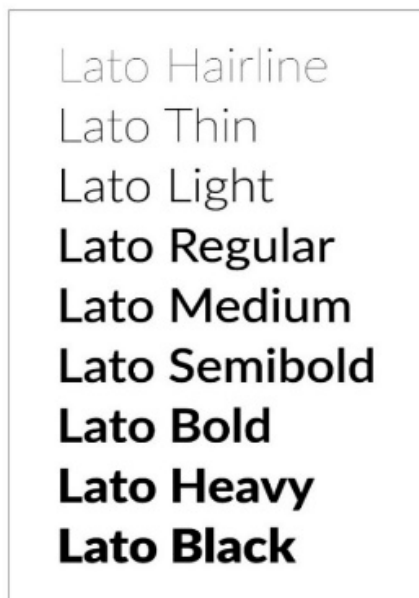 Lato Hairline
Lato Thin
Lato Light
Lato Regular
Lato Medium
Lato Semibold
Lato Bold
Lato Heavy
Lato Black